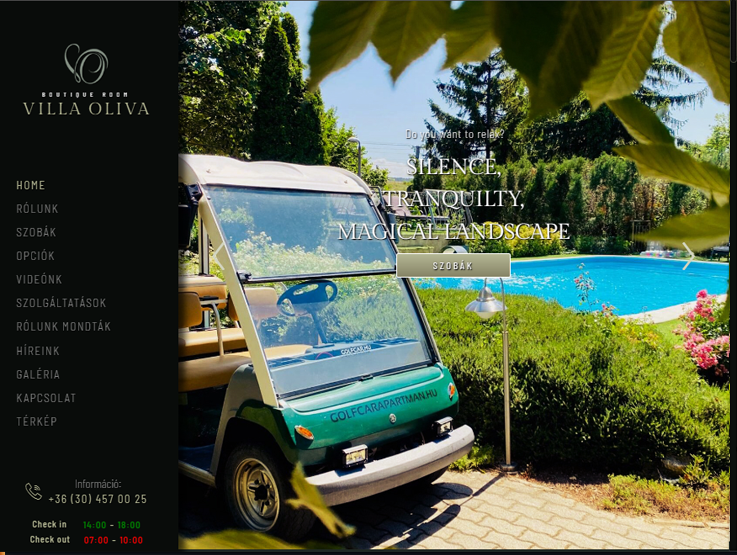 BOUTIQUE ROOM
VILLA OLIVA
HOME
RÓLUNK
SZOBÁK
OPCIÓK
VIDEÓNK
SZOLGÁLTATÁSOK
RÓLUNK MONDTÁK
HÍREINK
GALÉRIA
KAPCSOLAT
TÉRKÉP
Információ:
+36 (30) 457 00 25
Check in 14:00 - 18:00
Check out 07:00 - 10:00
Do you want to relax?
SILENCE,
TRANQUILTY,
MAGICAL LANDSCAPE
SZOBÁK
GOLFCAR.HU
GOLFCARAPARTMAN.HU